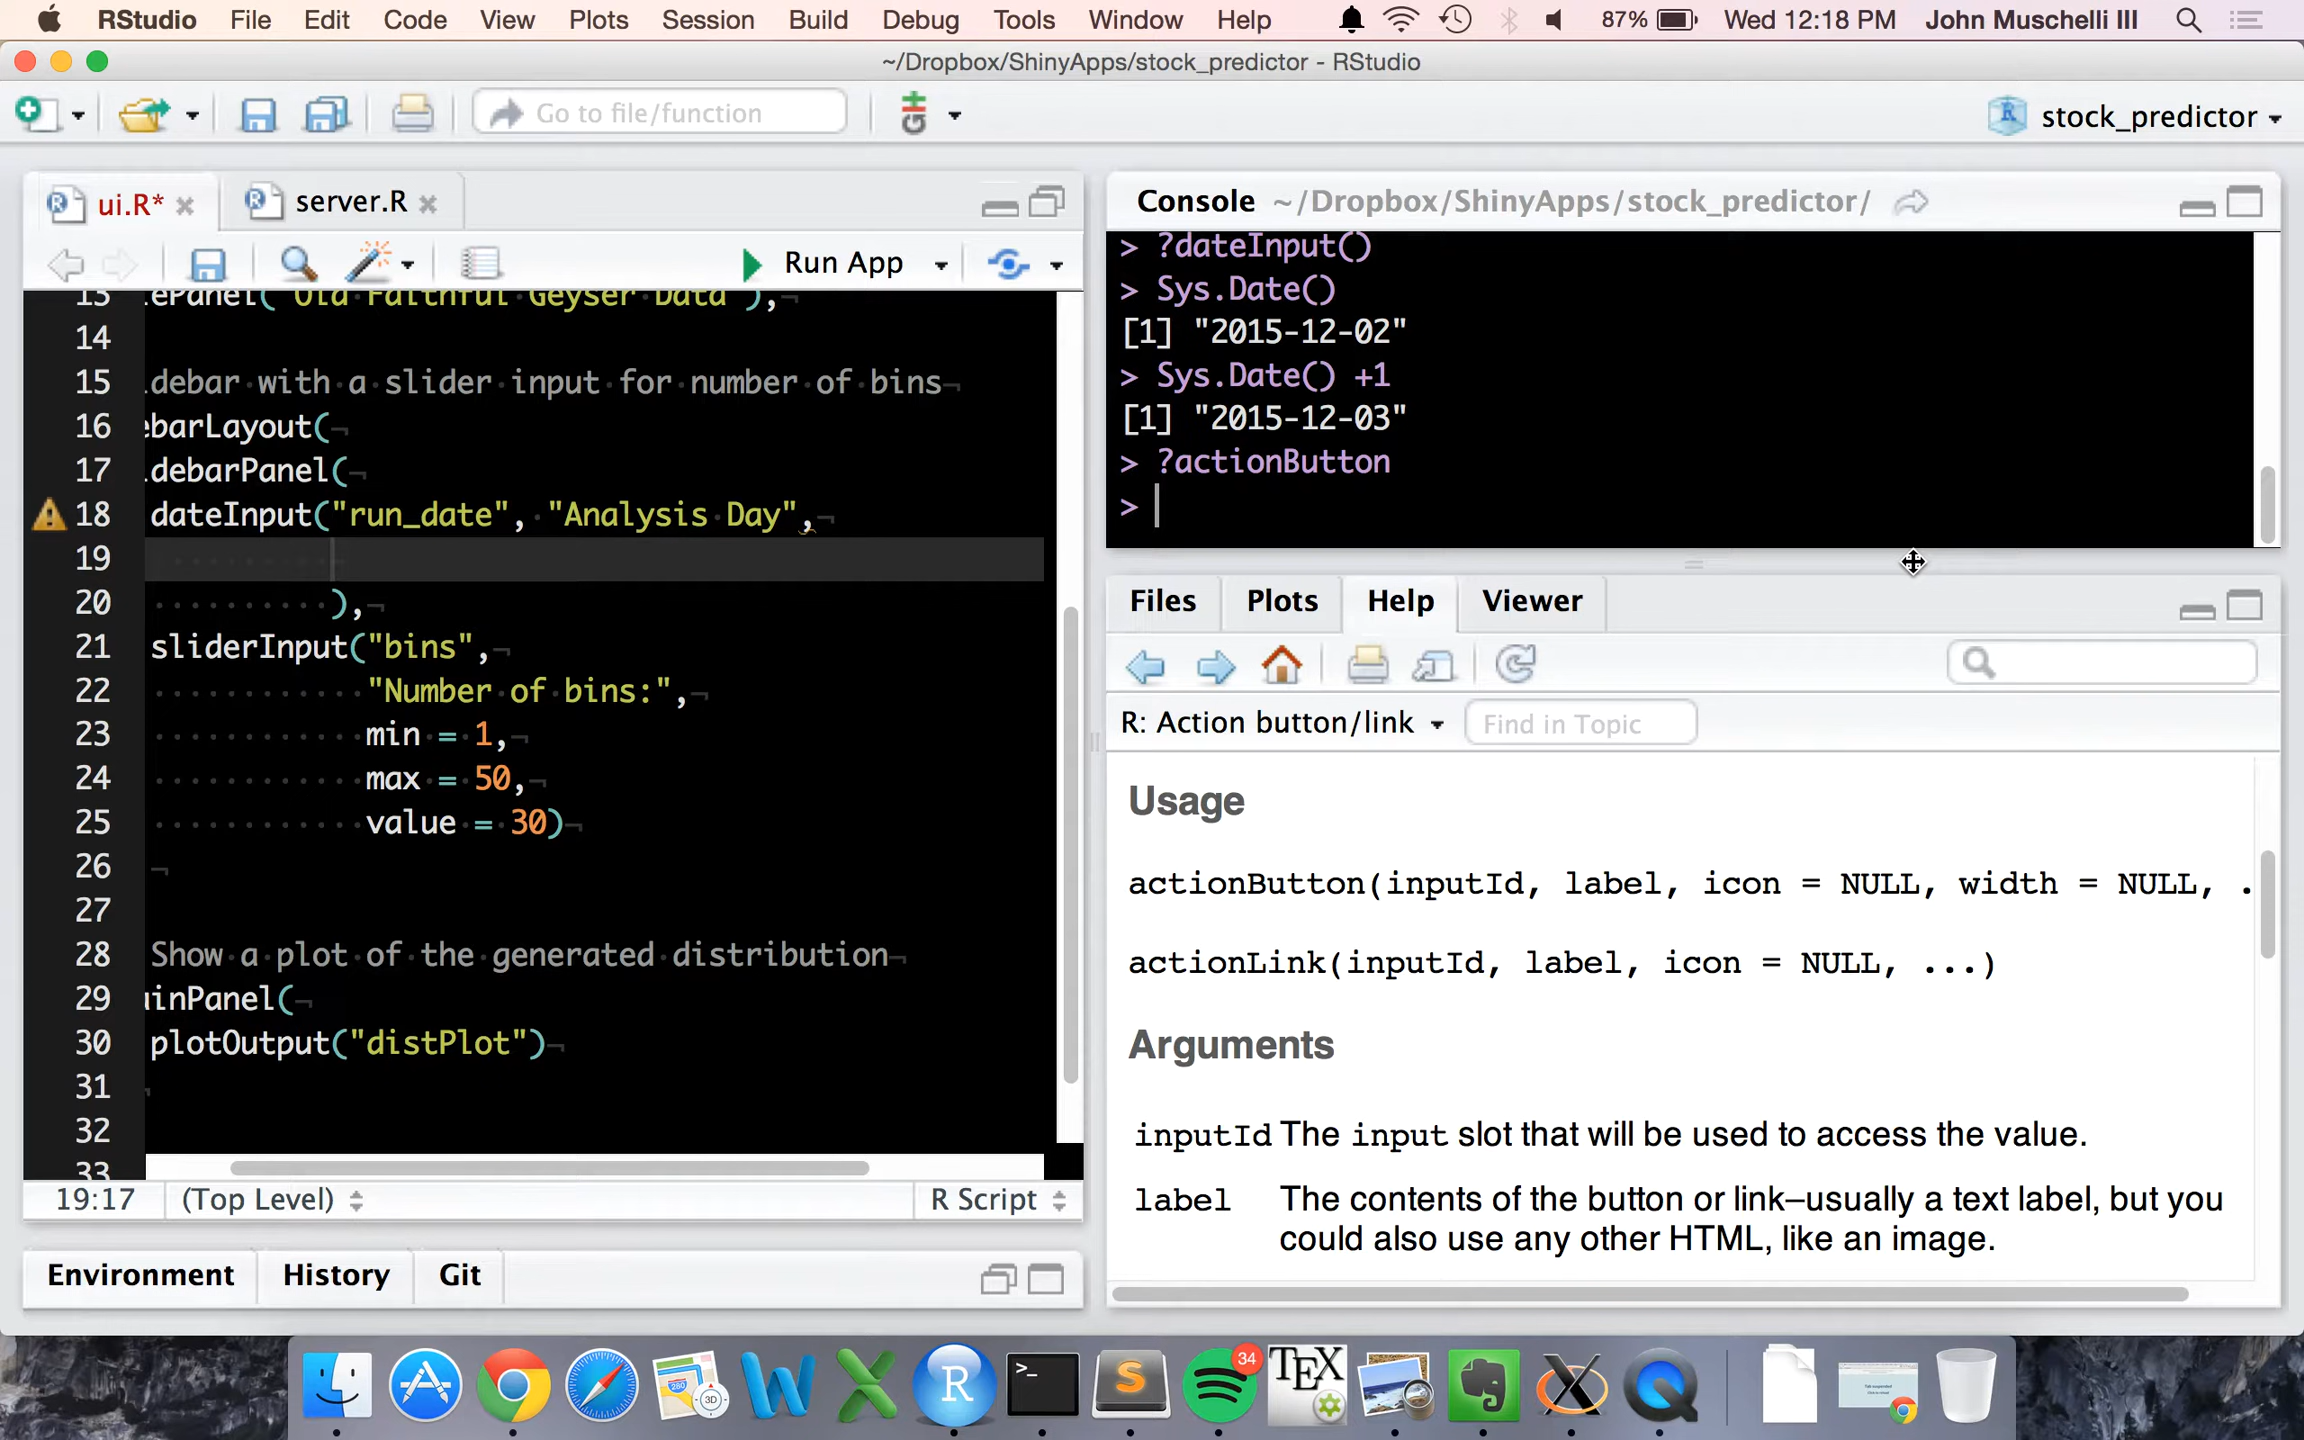 RStudio File Edit Code View Plots Session Build Debug Tools Window Help 87% Wed 12:18 PM John Muschelli III
~/Dropbox/ShinyApps/stock_predictor - RStudio
Go to file/function
stock_predictor
ui.R*
server.R
Run App
13 .ePanel("Old Faithful Geyser Data"),
14
15 .debar with a slider input for number of bins
16 ebarLayout(
17 .debarPanel(
18 dateInput("run_date", "Analysis Day",
19
20 ),
21 sliderInput("bins",
22 "Number of bins:",
23 min = 1,
24 max = 50,
25 value = 30)
26
27
28 Show a plot of the generated distribution
29 inPanel(
30 plotOutput("distPlot")
31
32
33
19:17 (Top Level) R Script
Environment History Git
Console ~/Dropbox/ShinyApps/stock_predictor/
> ?dateInput()
> Sys.Date()
[1] "2015-12-02"
> Sys.Date() +1
[1] "2015-12-03"
> ?actionButton
>
Files Plots Help Viewer
R: Action button/link Find in Topic
Usage
actionButton(inputId, label, icon = NULL, width = NULL, .
actionLink(inputId, label, icon = NULL, ...)
Arguments
inputId The input slot that will be used to access the value.
label The contents of the button or link–usually a text label, but you
could also use any other HTML, like an image.
34
TEX